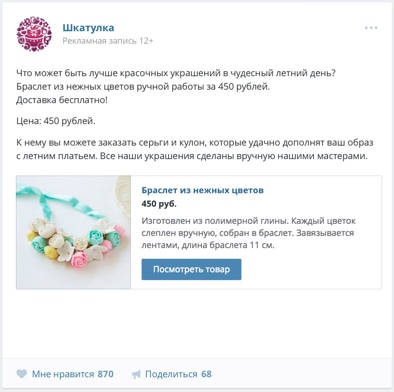 Шкатулка
Рекламная запись 12+
Что может быть лучше красочных украшений в чудесный летний день?
Браслет из нежных цветов ручной работы за 450 рублей.
Доставка бесплатно!
Цена: 450 рублей.
К нему вы можете заказать серьги и кулон, которые удачно дополнят ваш образ
с летним платьем. Все наши украшения сделаны вручную нашими мастерами.
Браслет из нежных цветов
450 руб.
Изготовлен из полимерной глины. Каждый цветок
слеплен вручную, собран в браслет. Завязывается
лентами, длина браслета 11 см.
Посмотреть товар
Мне нравится 870
Поделиться 68